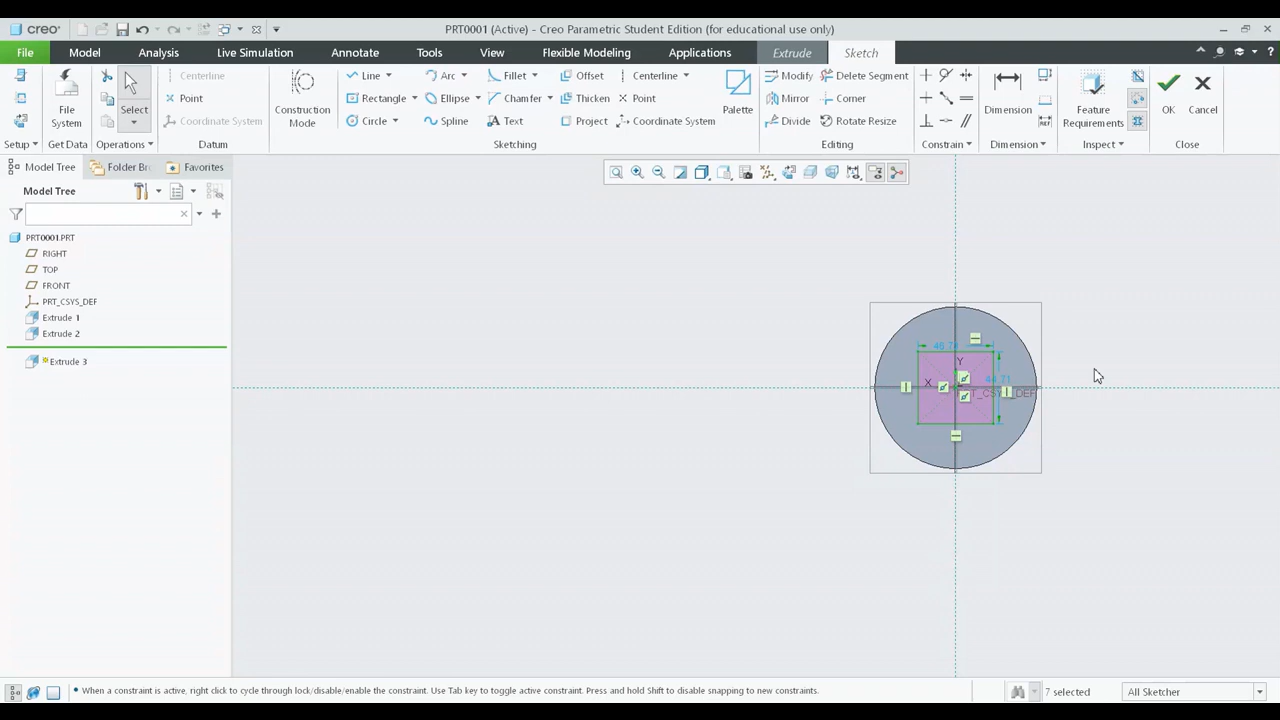 creo
PRT0001 (Active) - Creo Parametric Student Edition (for educational use only)
File Model Analysis Live Simulation Annotate Tools View Flexible Modeling Applications Extrude Sketch
Line Arc Fillet Offset Centerline
Rectangle Ellipse Chamfer Thicken Point
Circle Spline Text Project Coordinate System
File System
Select
Centerline
Point
Coordinate System
Construction Mode
Palette
Modify Delete Segment
Mirror Corner
Divide Rotate Resize
Dimension
Feature Requirements
OK Cancel
Setup Get Data Operations Datum Sketching Editing Constrain Dimension Inspect Close
Model Tree Folder Br Favorites
Model Tree
PRT0001.PRT
RIGHT
TOP
FRONT
PRT_CSYS_DEF
Extrude 1
Extrude 2
Extrude 3
Y
X
• When a constraint is active, right click to cycle through lock/disable/enable the constraint. Use Tab key to toggle active constraint. Press and hold Shift to disable snapping to new constraints.
7 selected
All Sketcher